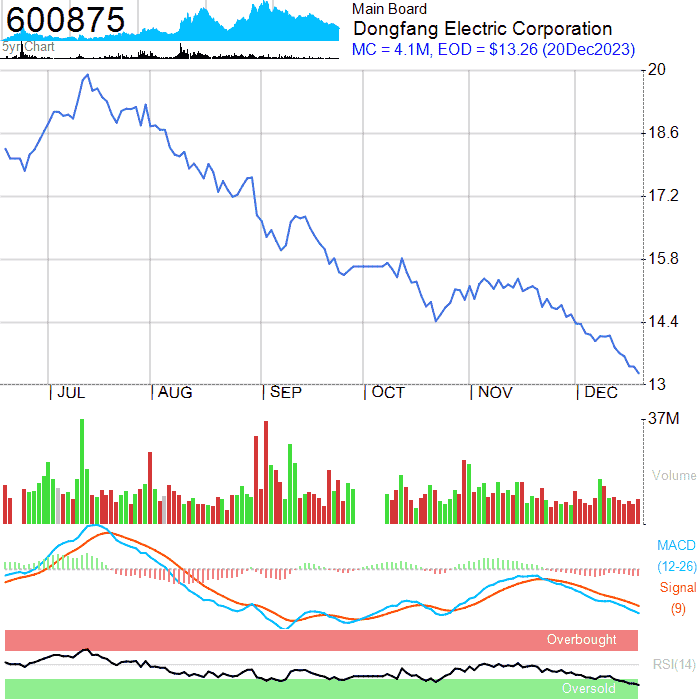 600875
5yr Chart
Main Board
Dongfang Electric Corporation
MC = 4.1M, EOD = $13.26 (20Dec2023)
20
18.6
17.2
15.8
14.4
13
JUL
AUG
SEP
OCT
NOV
DEC
37M
Volume
MACD
(12-26)
Signal
(9)
Overbought
RSI(14)
Oversold